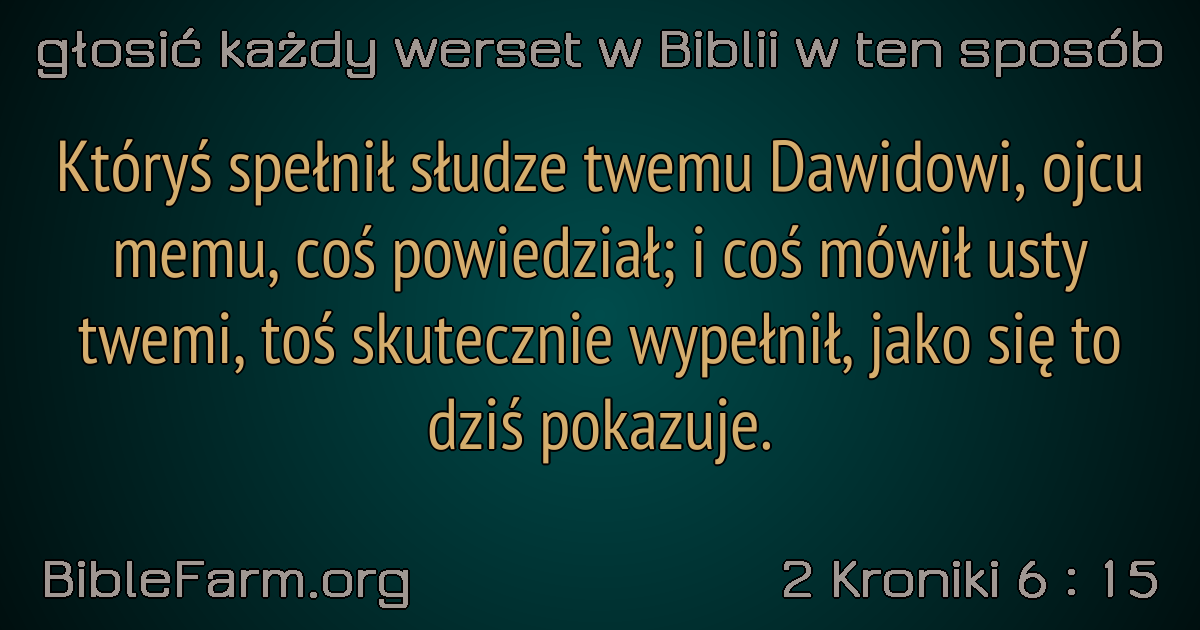 głosić każdy werset w Biblii w ten sposób
Któryś spełnił słudze twemu Dawidowi, ojcu
memu, coś powiedział; i coś mówił usty
twemi, toś skutecznie wypełnił, jako się to
dziś pokazuje.
BibleFarm.org
2 Kroniki 6 : 15